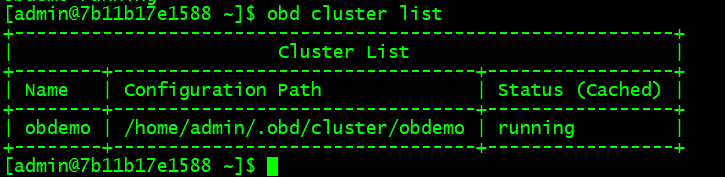 [admin@7b11b17e1588 ~]$ obd cluster list
+------------------------------------------------------------+
|                        Cluster List                        |
+--------+---------------------------------+-----------------+
| Name   | Configuration Path              | Status (Cached) |
+--------+---------------------------------+-----------------+
| obdemo | /home/admin/.obd/cluster/obdemo | running         |
+--------+---------------------------------+-----------------+
[admin@7b11b17e1588 ~]$